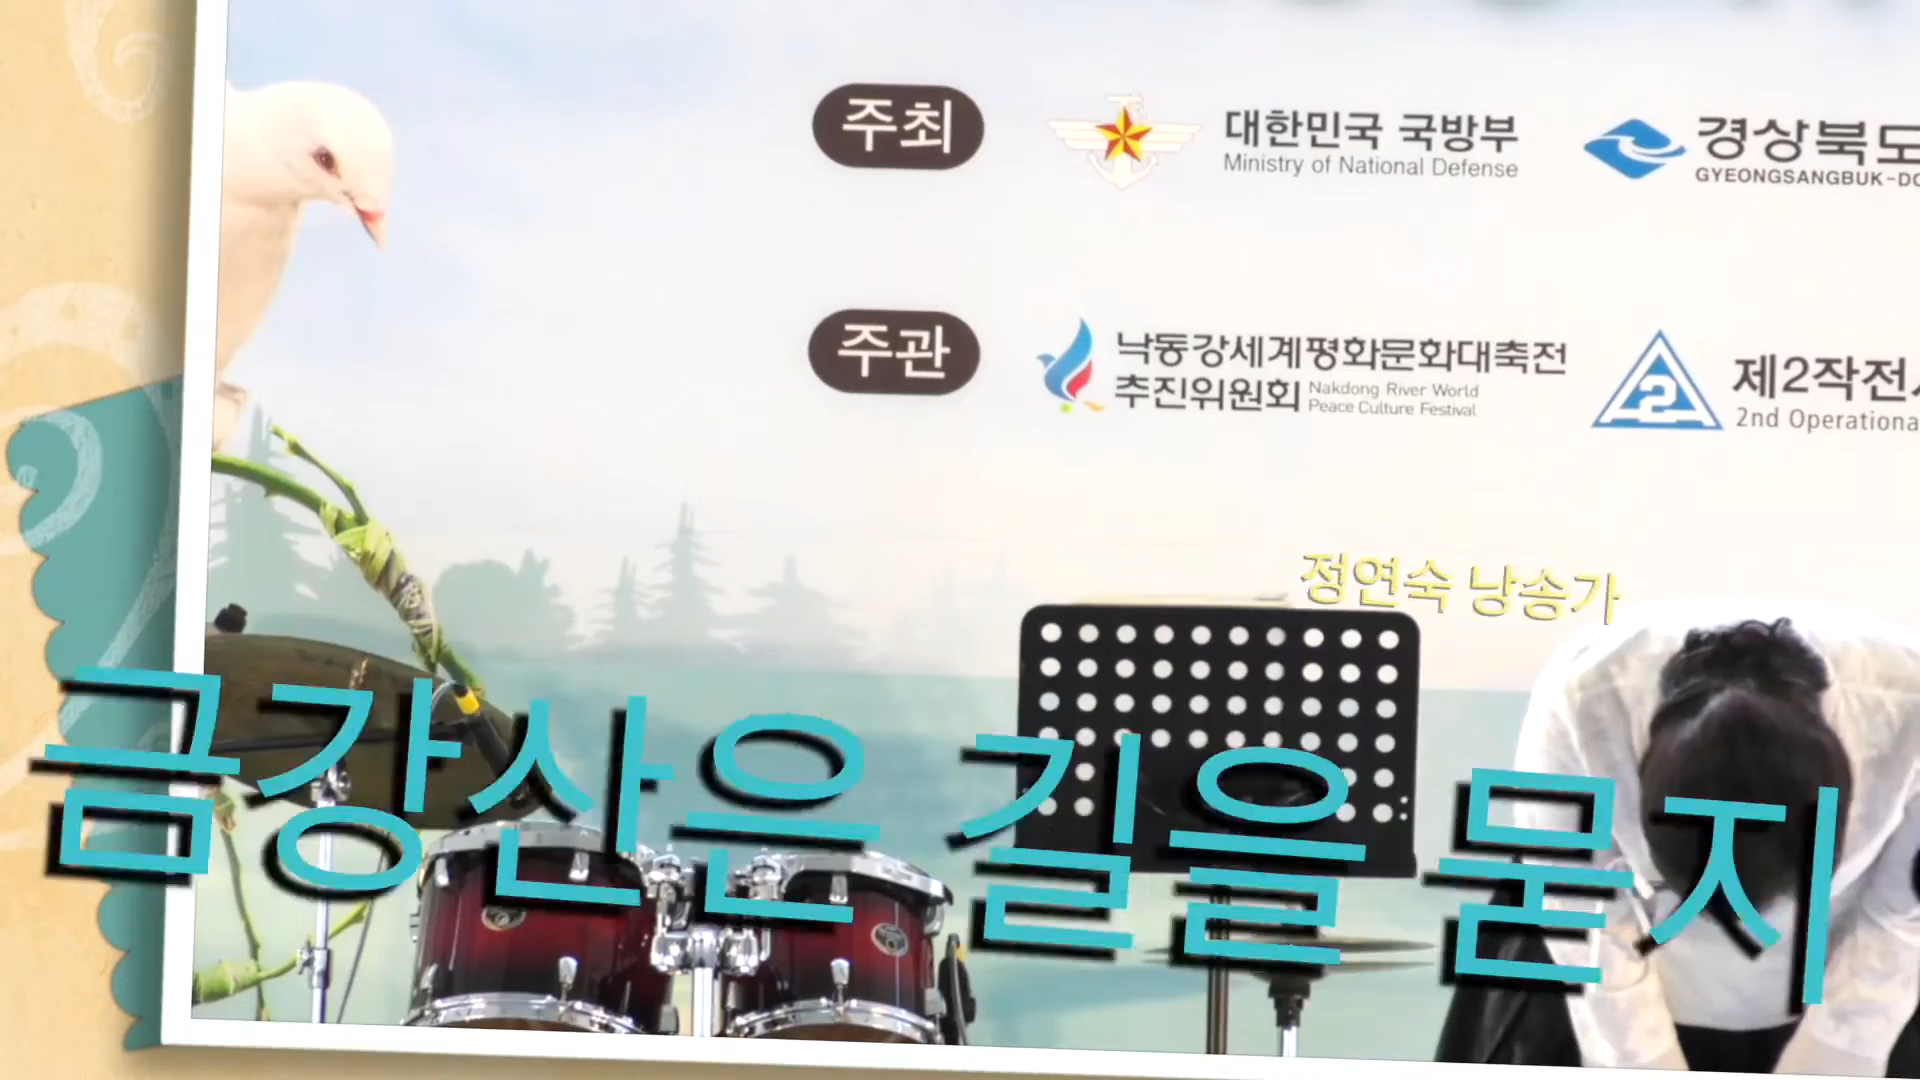 주최
대한민국 국방부
Ministry of National Defense
경상북도
GYEONGSANGBUK-DO
주관
낙동강세계평화문화대축전
추진위원회
Nakdong River World
Peace Culture Festival
제2작전사
2nd Operationa
정연숙 낭송가
금강산은 길을 묻지